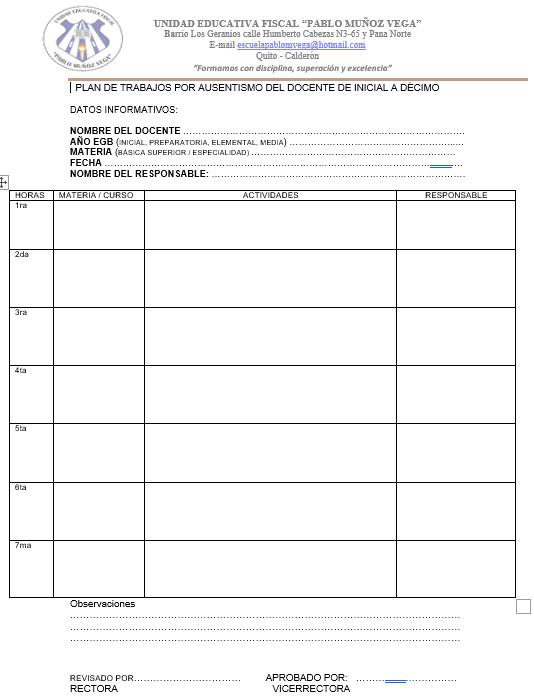 UNIDAD EDUCATIVA FISCAL “PABLO MUÑOZ VEGA”
Barrio Los Geranios calle Humberto Cabezas N3-65 y Pana Norte
E-mail escuelapablomvega@hotmail.com
Quito - Calderón
“Formamos con disciplina, superación y excelencia”
UNIDAD EDUCATIVA FISCAL
"PABLO MUÑOZ VEGA"
PLAN DE TRABAJOS POR AUSENTISMO DEL DOCENTE DE INICIAL A DÉCIMO
DATOS INFORMATIVOS:
NOMBRE DEL DOCENTE ……………………………………………………………………………
AÑO EGB (INICIAL, PREPARATORIA, ELEMENTAL, MEDIA) ………………………………………………
MATERIA (BÁSICA SUPERIOR / ESPECIALIDAD) ………………………………………………………
FECHA …………………………………………………………………………………………………
NOMBRE DEL RESPONSABLE: ……………………………………………………………………
HORAS MATERIA / CURSO ACTIVIDADES RESPONSABLE
1ra
2da
3ra
4ta
5ta
6ta
7ma
Observaciones
……………………………………………………………………………………………………………
……………………………………………………………………………………………………………
……………………………………………………………………………………………………………
REVISADO POR…………………………… APROBADO POR: ……………………………
RECTORA VICERRECTORA